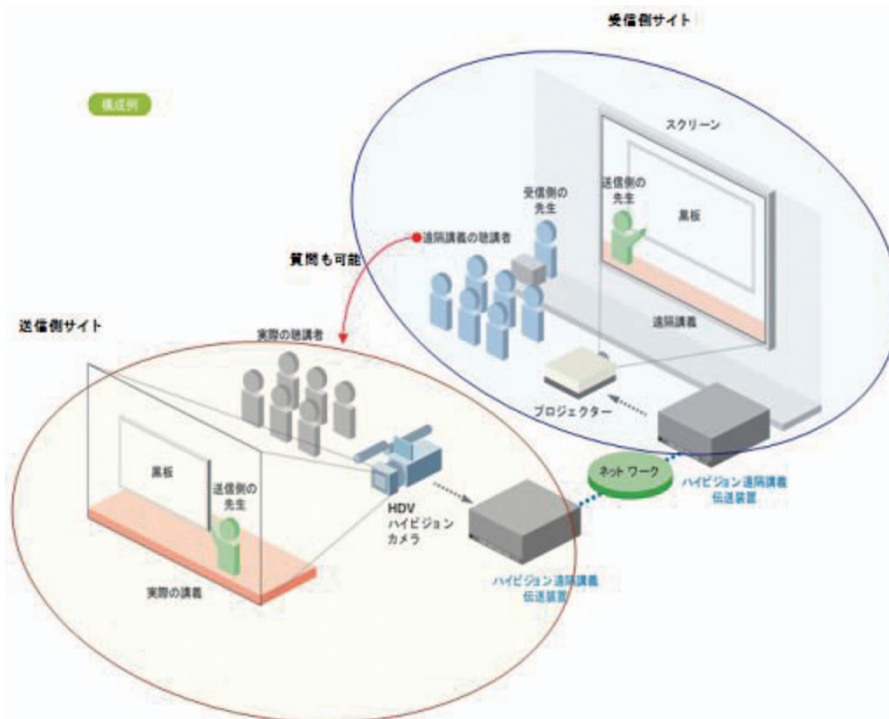 受信側サイト
構成例
スクリーン
受信側の
先生
送信側の
先生
黒板
遠隔講義の聴講者
質問も可能
遠隔講義
送信側サイト
実際の聴講者
プロジェクター
ネットワーク
ハイビジョン遠隔講義
伝送装置
黒板
送信側の
先生
HDV
ハイビジョン
カメラ
実際の講義
ハイビジョン遠隔講義
伝送装置